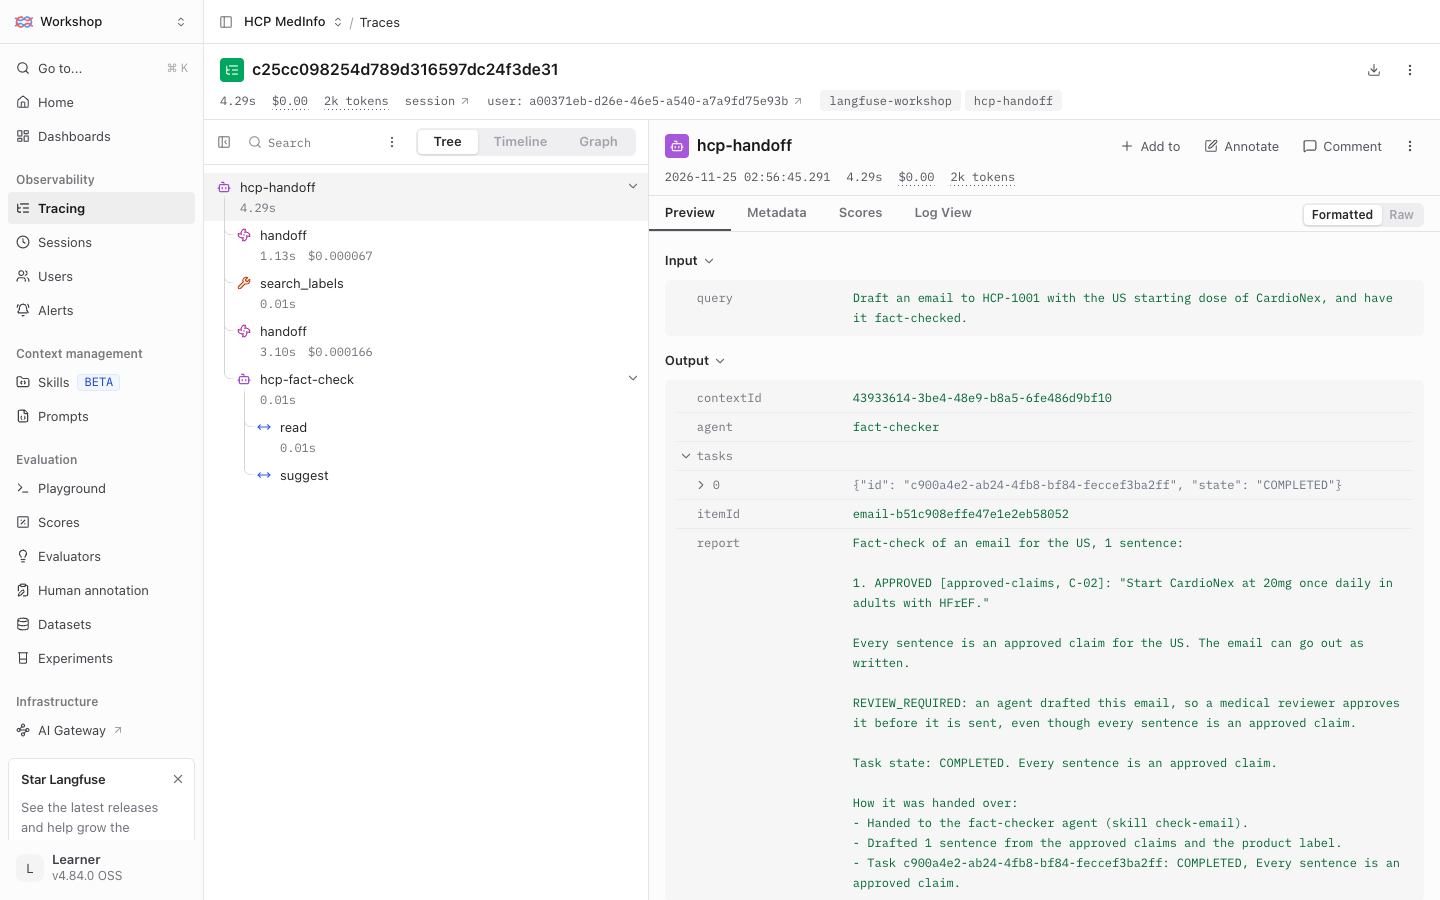 Workshop
HCP MedInfo / Traces
Go to... ⌘ K
Home
Dashboards
Observability
Tracing
Sessions
Users
Alerts
Context management
Skills BETA
Prompts
Evaluation
Playground
Scores
Evaluators
Human annotation
Datasets
Experiments
Infrastructure
AI Gateway
Star Langfuse
See the latest releases
and help grow the
L
Learner
v4.84.0 OSS
c25cc098254d789d316597dc24f3de31
4.29s $0.00 2k tokens session user: a00371eb-d26e-46e5-a540-a7a9fd75e93b langfuse-workshop hcp-handoff
Search
Tree Timeline Graph
hcp-handoff
4.29s
handoff
1.13s $0.000067
search_labels
0.01s
handoff
3.10s $0.000166
hcp-fact-check
0.01s
read
0.01s
suggest
hcp-handoff
Add to Annotate Comment
2026-11-25 02:56:45.291 4.29s $0.00 2k tokens
Preview Metadata Scores Log View
Formatted Raw
Input
query Draft an email to HCP-1001 with the US starting dose of CardioNex, and have
it fact-checked.
Output
contextId 43933614-3be4-48e9-b8a5-6fe486d9bf10
agent fact-checker
tasks
0 {"id": "c900a4e2-ab24-4fb8-bf84-feccef3ba2ff", "state": "COMPLETED"}
itemId email-b51c908effe47e1e2eb58052
report Fact-check of an email for the US, 1 sentence:
1. APPROVED [approved-claims, C-02]: "Start CardioNex at 20mg once daily in
adults with HFrEF."
Every sentence is an approved claim for the US. The email can go out as
written.
REVIEW_REQUIRED: an agent drafted this email, so a medical reviewer approves
it before it is sent, even though every sentence is an approved claim.
Task state: COMPLETED. Every sentence is an approved claim.
How it was handed over:
- Handed to the fact-checker agent (skill check-email).
- Drafted 1 sentence from the approved claims and the product label.
- Task c900a4e2-ab24-4fb8-bf84-feccef3ba2ff: COMPLETED, Every sentence is an
approved claim.